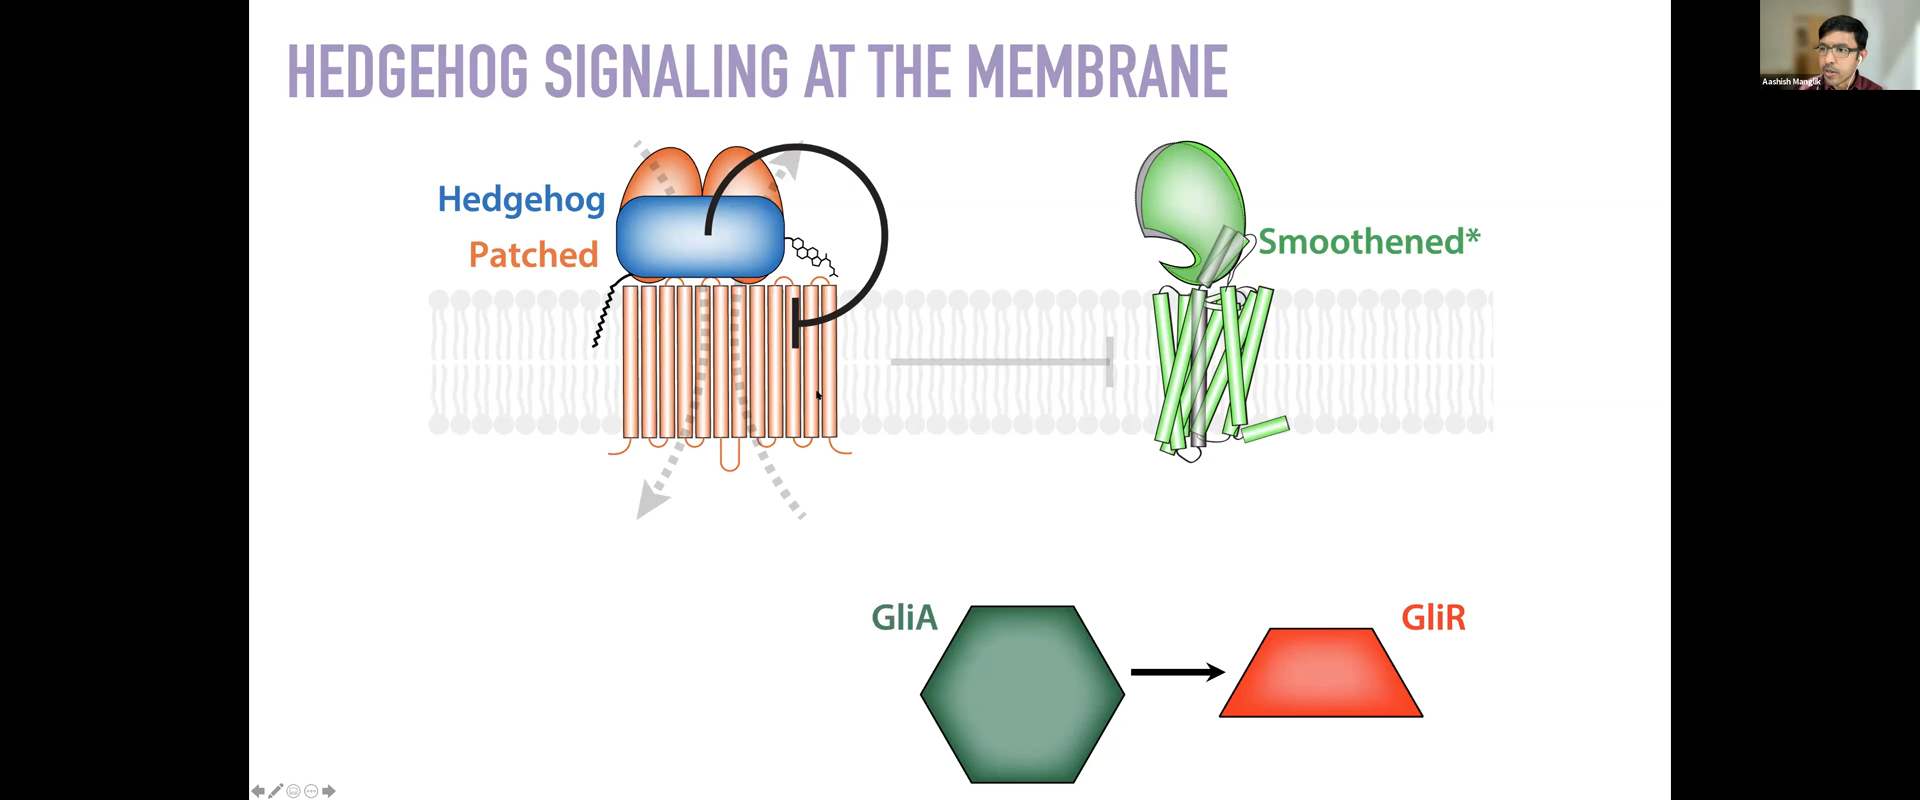 HEDGEHOG SIGNALING AT THE MEMBRANE
Aashish Manglik
Hedgehog
Patched
Smoothened*
GliA
GliR